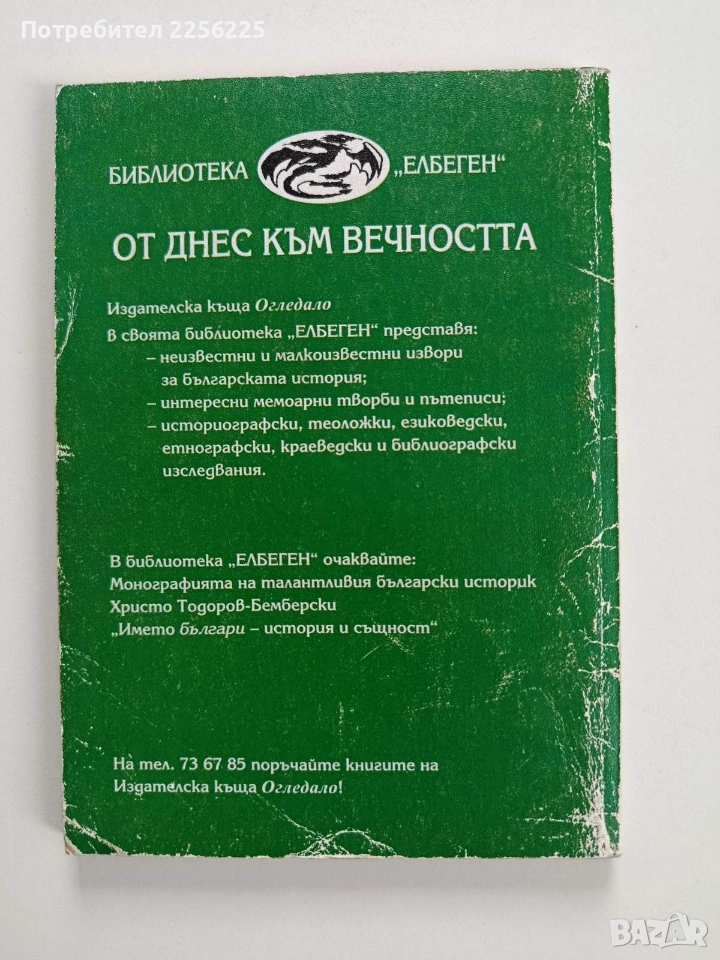 Потребител 2256225
БИБЛИОТЕКА „ЕЛБЕГЕН“
ОТ ДНЕС КЪМ ВЕЧНОСТТА
Издателска къща Огледало
В своята библиотека „ЕЛБЕГЕН“ представя:
– неизвестни и малкоизвестни извори
за българската история;
– интересни мемоарни творби и пътеписи;
– историографски, теоложки, езиковедски,
етнографски, краеведски и библиографски
изследвания.
В библиотека „ЕЛБЕГЕН“ очаквайте:
Монографията на талантливия български историк
Христо Тодоров-Бемберски
„Името българи – история и същност“
На тел. 73 67 85 поръчайте книгите на
Издателска къща Огледало!
BAZAR